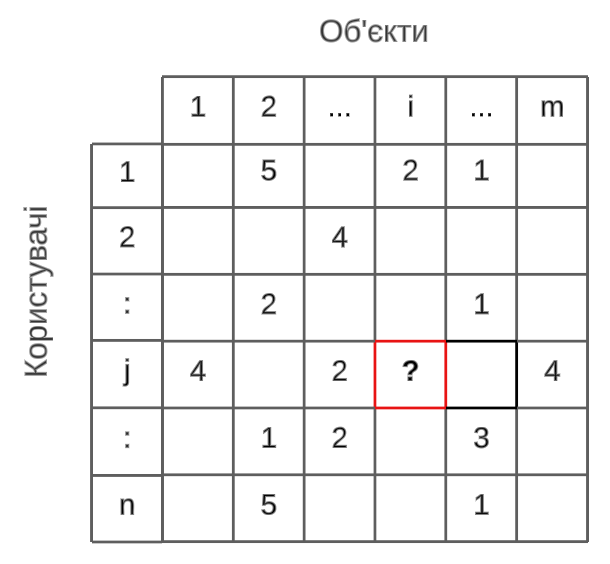 Об'єкти
Користувачі
1 2 ... i ... m
1 5 2 1
2 4
: 2 1
j 4 2 ? 4
: 1 2 3
n 5 1